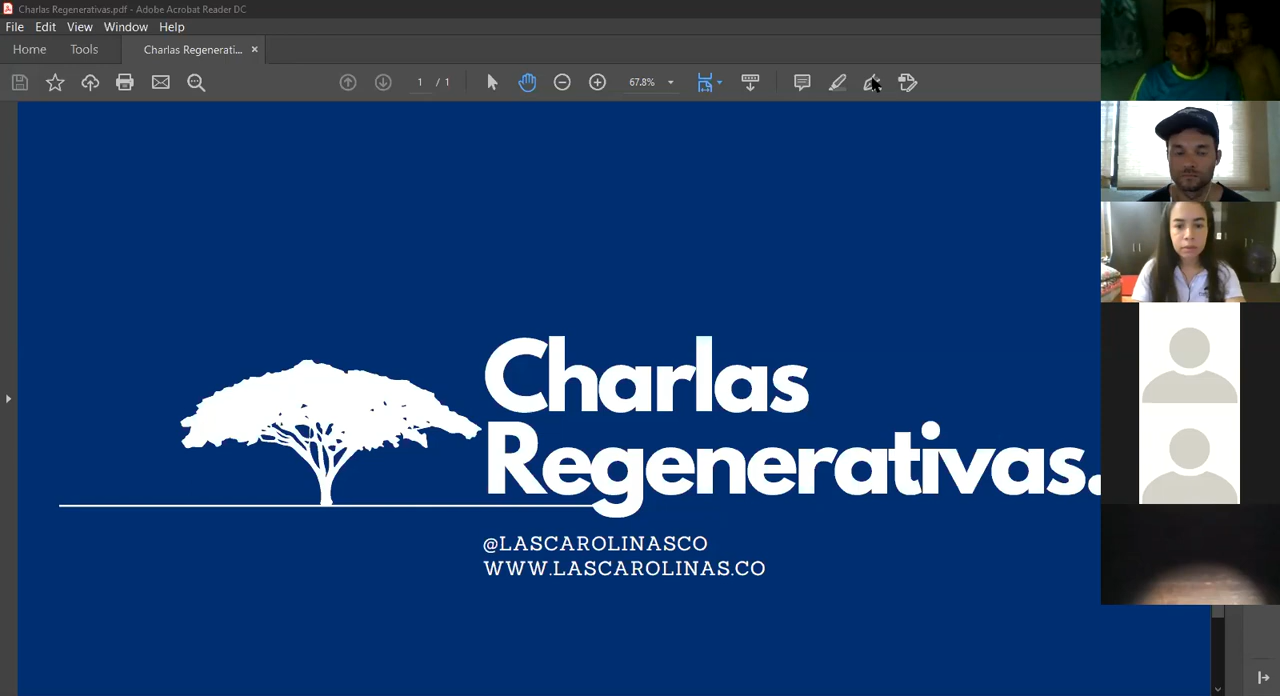 Charlas Regenerativas.pdf - Adobe Acrobat Reader DC
File Edit View Window Help
Home Tools Charlas Regenerati... ×
1 / 1 67.8%
Charlas
Regenerativas.
@LASCAROLINASCO
WWW.LASCAROLINAS.CO